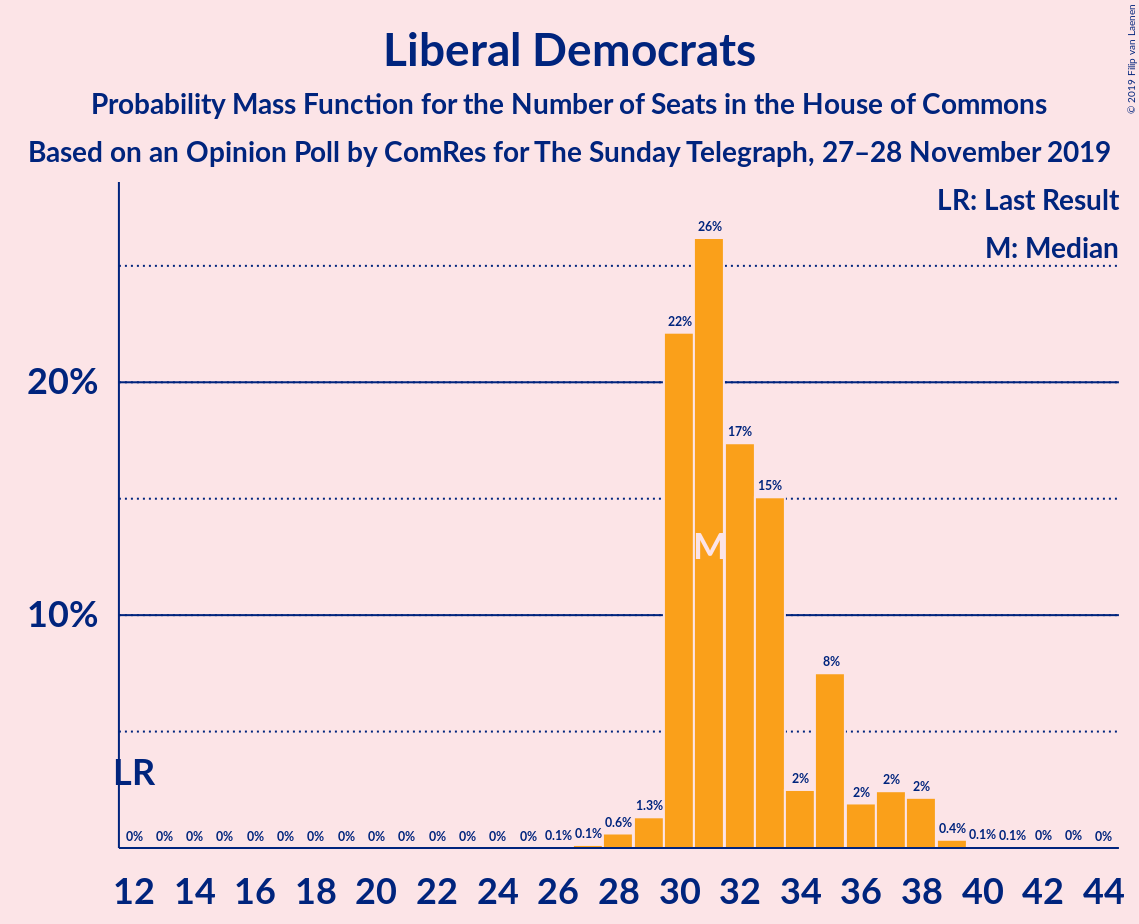 Liberal Democrats
Probability Mass Function for the Number of Seats in the House of Commons
Based on an Opinion Poll by ComRes for The Sunday Telegraph, 27–28 November 2019
© 2019 Filip van Laenen
LR: Last Result
M: Median
26%
22%
20%
17%
15%
M
10%
8%
LR
2%
2%
2%
2%
1.3%
0.6%
0.4%
0% 0% 0% 0% 0% 0% 0% 0% 0% 0% 0% 0% 0% 0% 0.1% 0.1% 0.1% 0.1% 0% 0% 0%
12 14 16 18 20 22 24 26 28 30 32 34 36 38 40 42 44